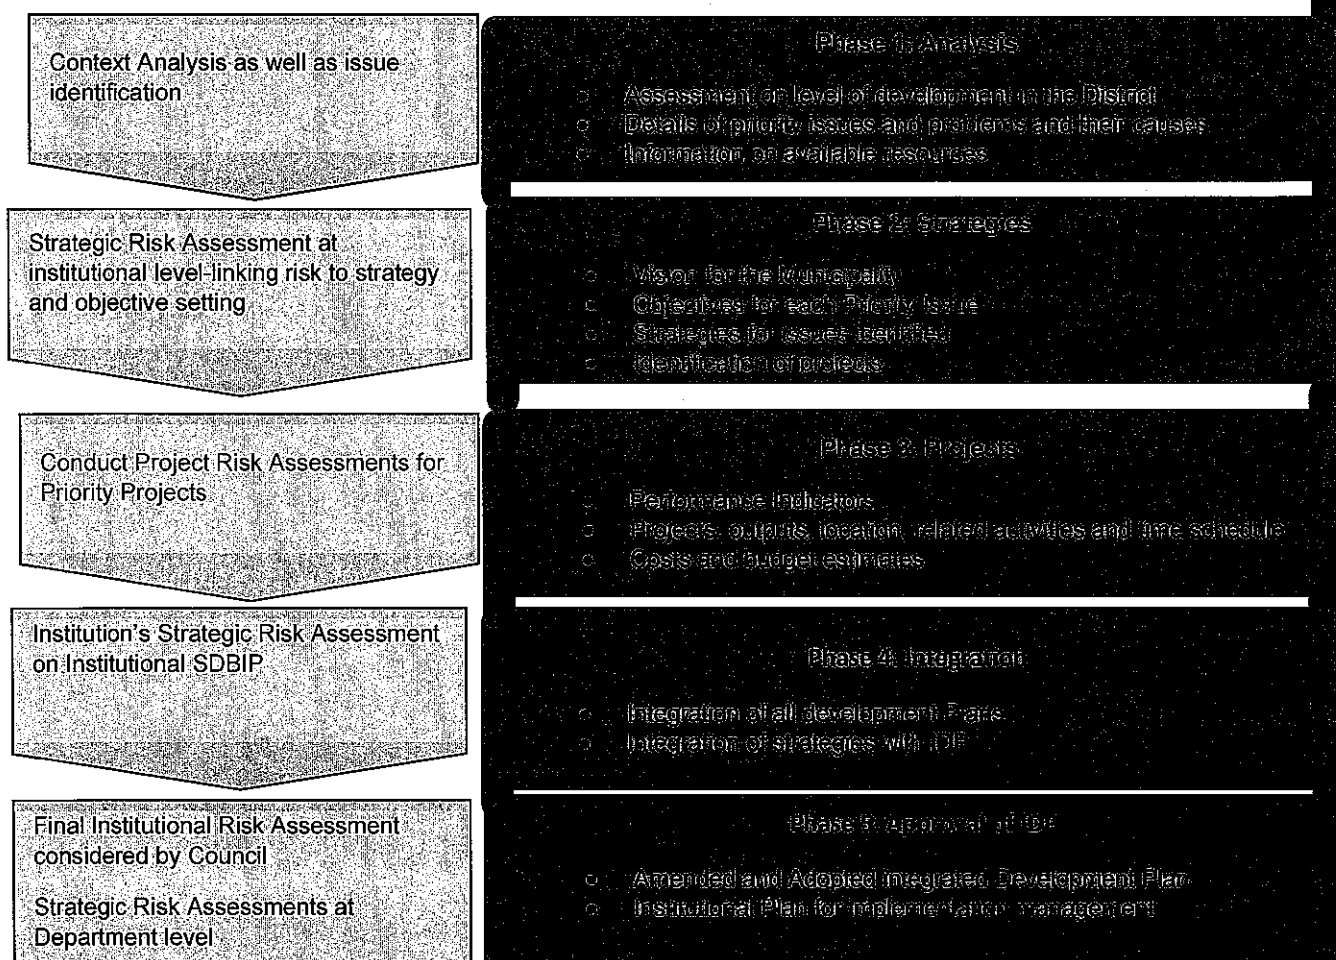 Context Analysis as well as issue
identification
Phase 1: Analysis
○ Assessment on level of development in the District
○ Details of priority issues and problems and their causes
○ Information on available resources
Strategic Risk Assessment at
institutional level-linking risk to strategy
and objective setting
Phase 2: Strategies
○ Vision for the Municipality
○ Objectives for each Priority Issue
○ Strategies for issues identified
○ Identification of projects
Conduct Project Risk Assessments for
Priority Projects
Phase 3: Projects
○ Performance Indicators
○ Projects: outputs, location, related activities and time schedule
○ Costs and budget estimates
Institution's Strategic Risk Assessment
on Institutional SDBIP
Phase 4: Integration
○ Integration of all development Plans
○ Integration of strategies with IDP
Final Institutional Risk Assessment
considered by Council
Strategic Risk Assessments at
Department level
Phase 5: Approval of IDP
○ Amended and Adopted Integrated Development Plan
○ Institutional Plan for implementation management